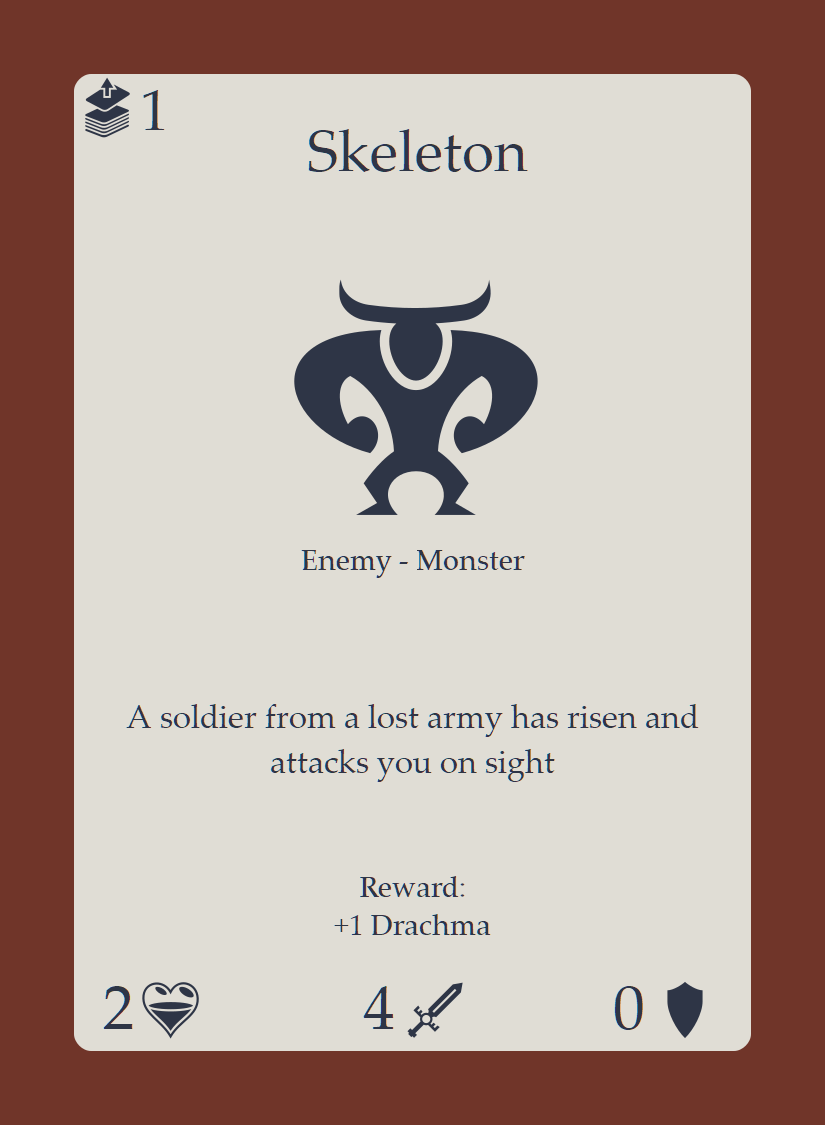 1
Skeleton
Enemy - Monster
A soldier from a lost army has risen and
attacks you on sight
Reward:
+1 Drachma
2 4 0